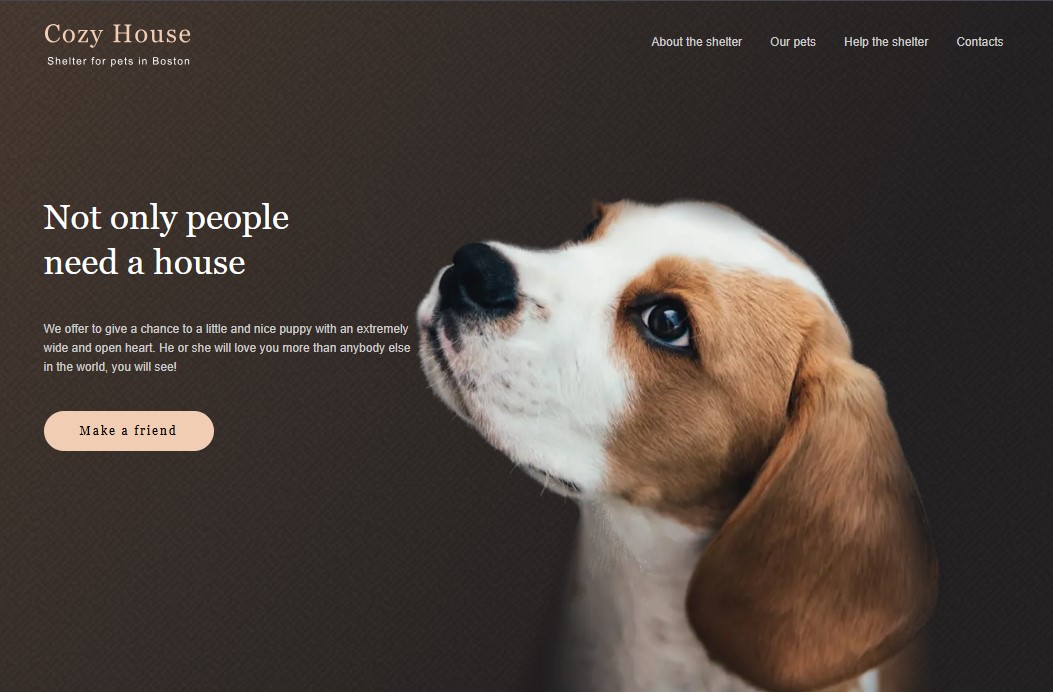 Cozy House
Shelter for pets in Boston
About the shelter
Our pets
Help the shelter
Contacts
Not only people
need a house
We offer to give a chance to a little and nice puppy with an extremely
wide and open heart. He or she will love you more than anybody else
in the world, you will see!
Make a friend